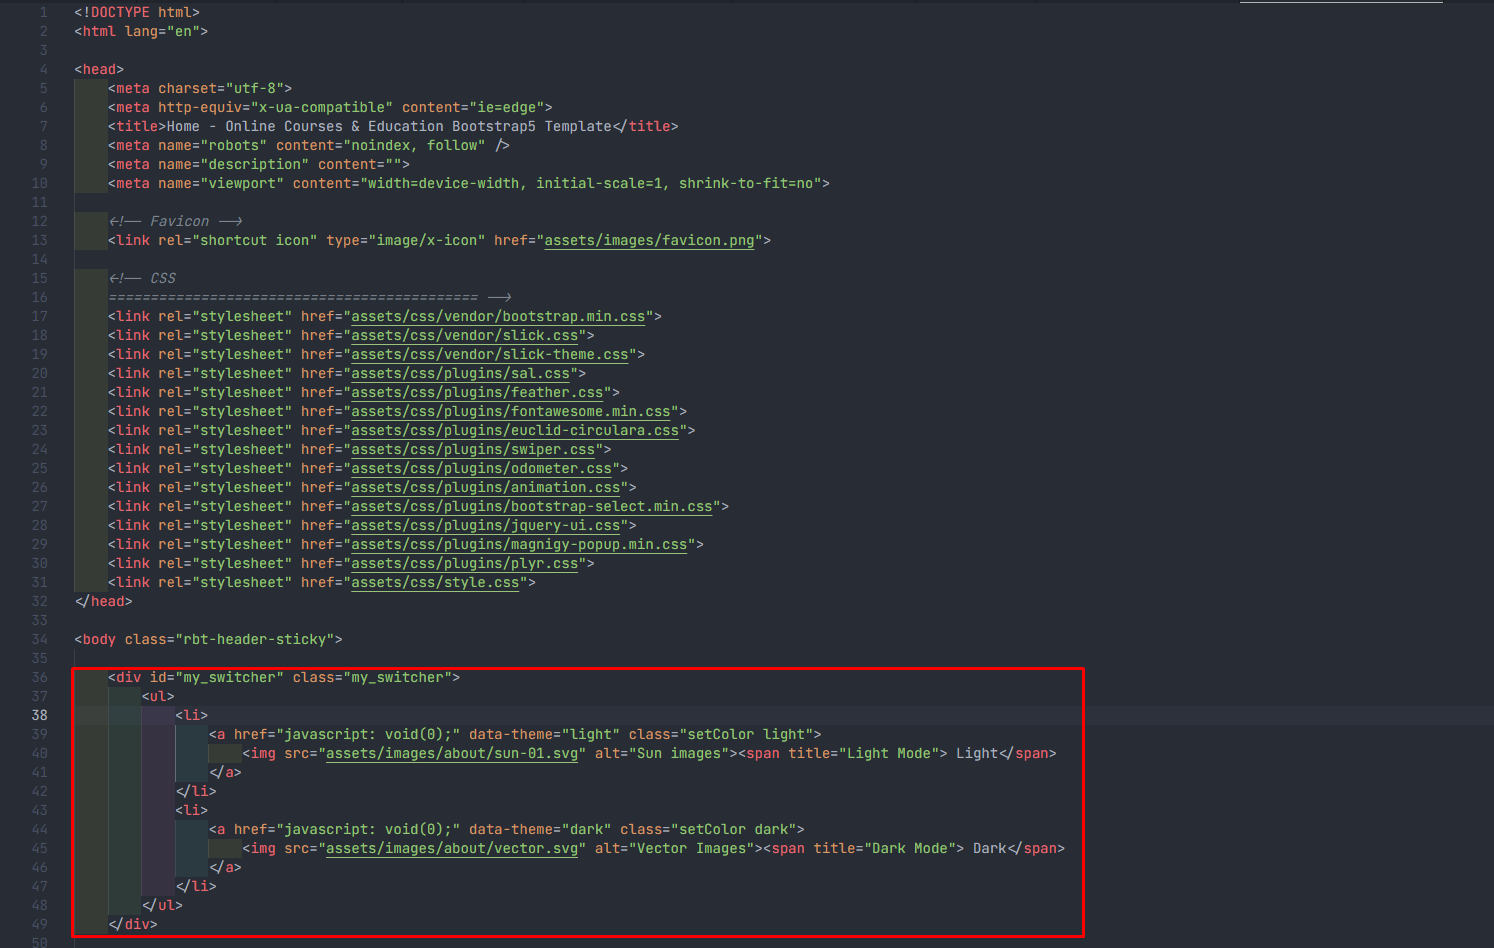 1 <!DOCTYPE html>
2 <html lang="en">
3
4 <head>
5 <meta charset="utf-8">
6 <meta http-equiv="x-ua-compatible" content="ie=edge">
7 <title>Home - Online Courses & Education Bootstrap5 Template</title>
8 <meta name="robots" content="noindex, follow" />
9 <meta name="description" content="">
10 <meta name="viewport" content="width=device-width, initial-scale=1, shrink-to-fit=no">
11
12 <!-- Favicon -->
13 <link rel="shortcut icon" type="image/x-icon" href="assets/images/favicon.png">
14
15 <!-- CSS
16 ============================================ -->
17 <link rel="stylesheet" href="assets/css/vendor/bootstrap.min.css">
18 <link rel="stylesheet" href="assets/css/vendor/slick.css">
19 <link rel="stylesheet" href="assets/css/vendor/slick-theme.css">
20 <link rel="stylesheet" href="assets/css/plugins/sal.css">
21 <link rel="stylesheet" href="assets/css/plugins/feather.css">
22 <link rel="stylesheet" href="assets/css/plugins/fontawesome.min.css">
23 <link rel="stylesheet" href="assets/css/plugins/euclid-circulara.css">
24 <link rel="stylesheet" href="assets/css/plugins/swiper.css">
25 <link rel="stylesheet" href="assets/css/plugins/odometer.css">
26 <link rel="stylesheet" href="assets/css/plugins/animation.css">
27 <link rel="stylesheet" href="assets/css/plugins/bootstrap-select.min.css">
28 <link rel="stylesheet" href="assets/css/plugins/jquery-ui.css">
29 <link rel="stylesheet" href="assets/css/plugins/magnigy-popup.min.css">
30 <link rel="stylesheet" href="assets/css/plugins/plyr.css">
31 <link rel="stylesheet" href="assets/css/style.css">
32 </head>
33
34 <body class="rbt-header-sticky">
35
36 <div id="my_switcher" class="my_switcher">
37 <ul>
38 <li>
39 <a href="javascript: void(0);" data-theme="light" class="setColor light">
40 <img src="assets/images/about/sun-01.svg" alt="Sun images"><span title="Light Mode"> Light</span>
41 </a>
42 </li>
43 <li>
44 <a href="javascript: void(0);" data-theme="dark" class="setColor dark">
45 <img src="assets/images/about/vector.svg" alt="Vector Images"><span title="Dark Mode"> Dark</span>
46 </a>
47 </li>
48 </ul>
49 </div>
50